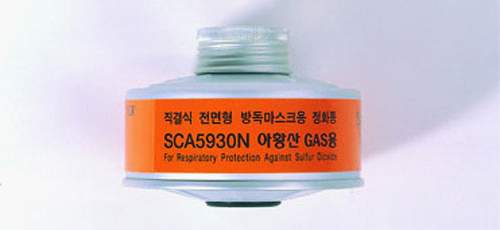 직결식 전면형 방독마스크용 정화통
SCA5930N 아황산 GAS용
For Respiratory Protection Against Sulfur Dioxide